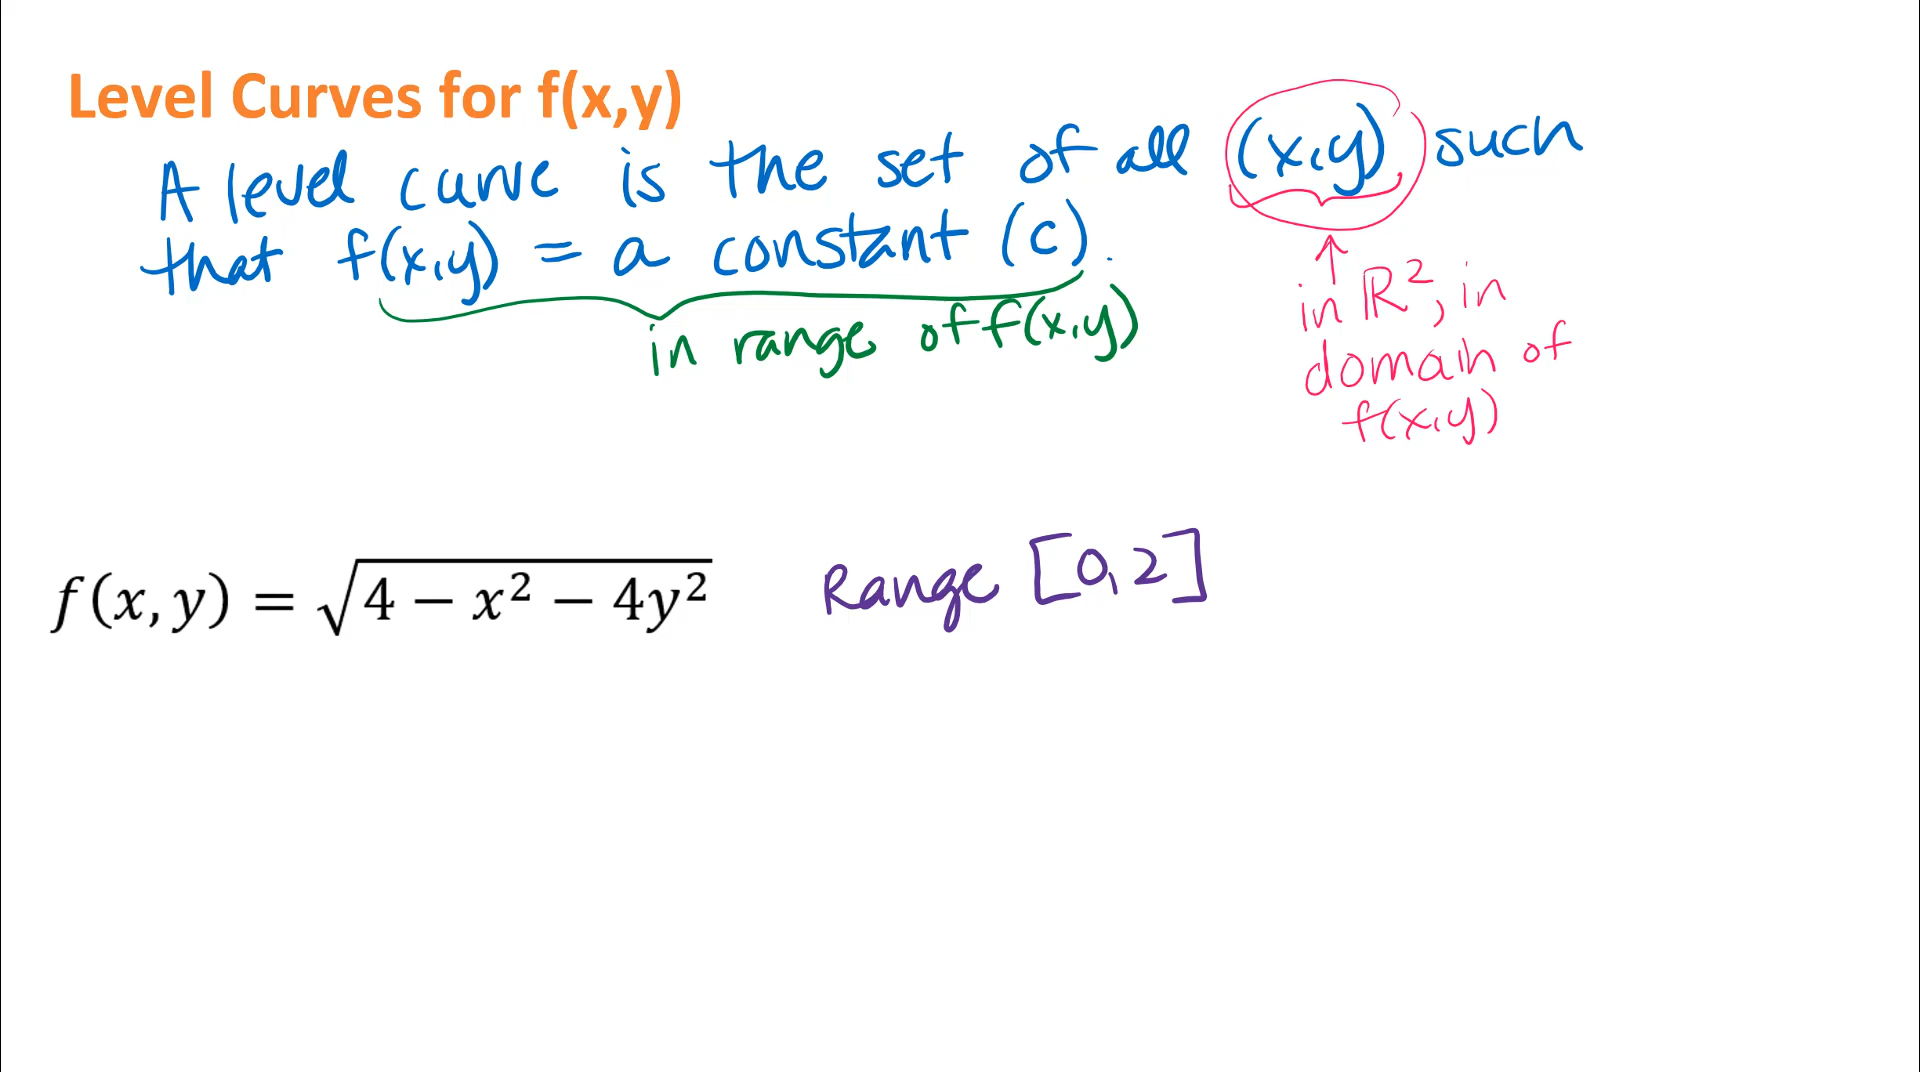 Level Curves for f(x,y)
A level curve is the set of all (x,y) such
that f(x,y) = a constant (c).
in range of f(x,y)
in ℝ², in
domain of
f(x,y)
f(x, y) = √(4 − x² − 4y²)
Range [0,2]